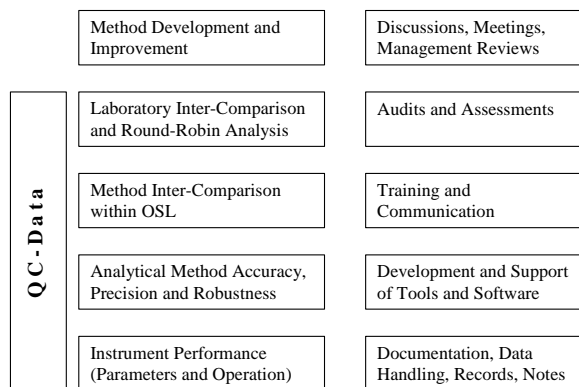 Method Development and
Improvement
Discussions, Meetings,
Management Reviews
QC-Data
Laboratory Inter-Comparison
and Round-Robin Analysis
Audits and Assessments
Method Inter-Comparison
within OSL
Training and
Communication
Analytical Method Accuracy,
Precision and Robustness
Development and Support
of Tools and Software
Instrument Performance
(Parameters and Operation)
Documentation, Data
Handling, Records, Notes